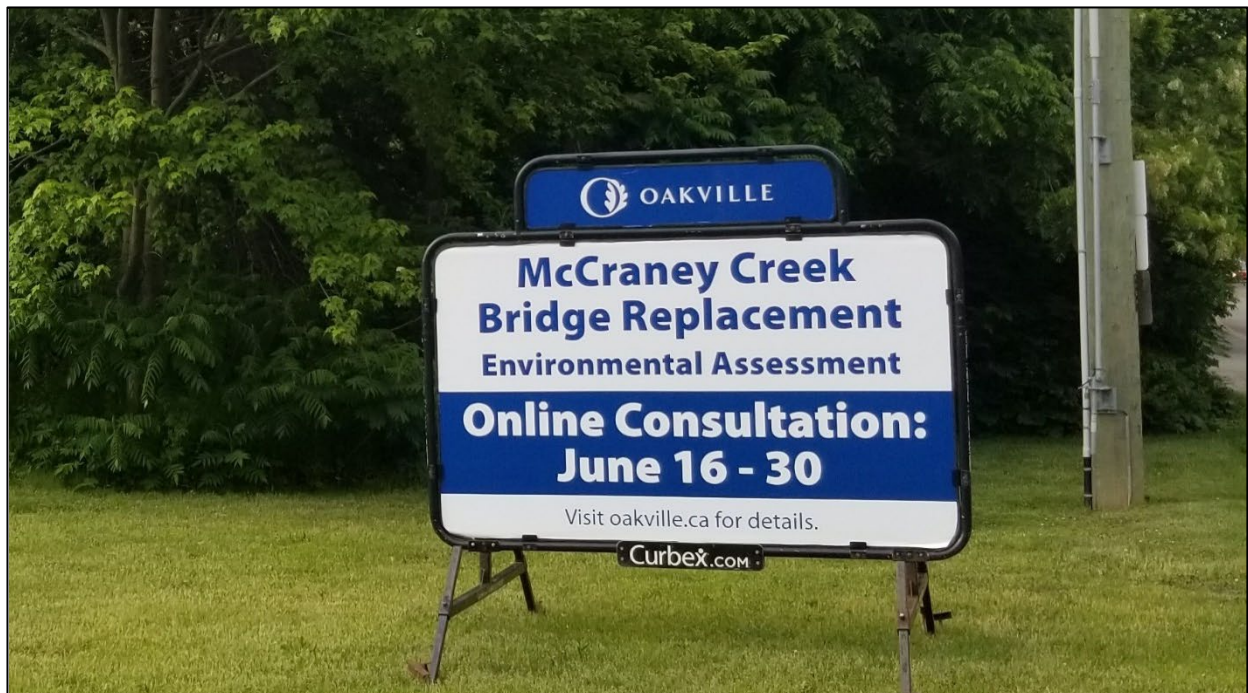 OAKVILLE
McCraney Creek
Bridge Replacement
Environmental Assessment
Online Consultation:
June 16 - 30
Visit oakville.ca for details.
Curbex.com